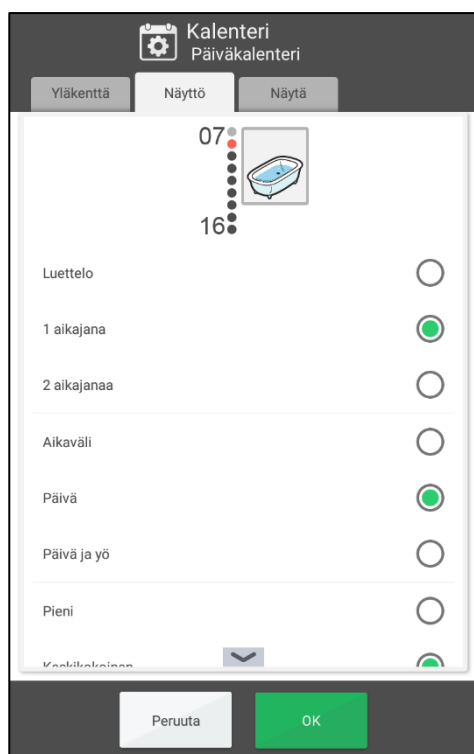 Kalenteri
Päiväkalenteri
Yläkenttä Näyttö Näytä
07
16
Luettelo
1 aikajana
2 aikajanaa
Aikaväli
Päivä
Päivä ja yö
Pieni
Keskikokoinen
Peruuta OK